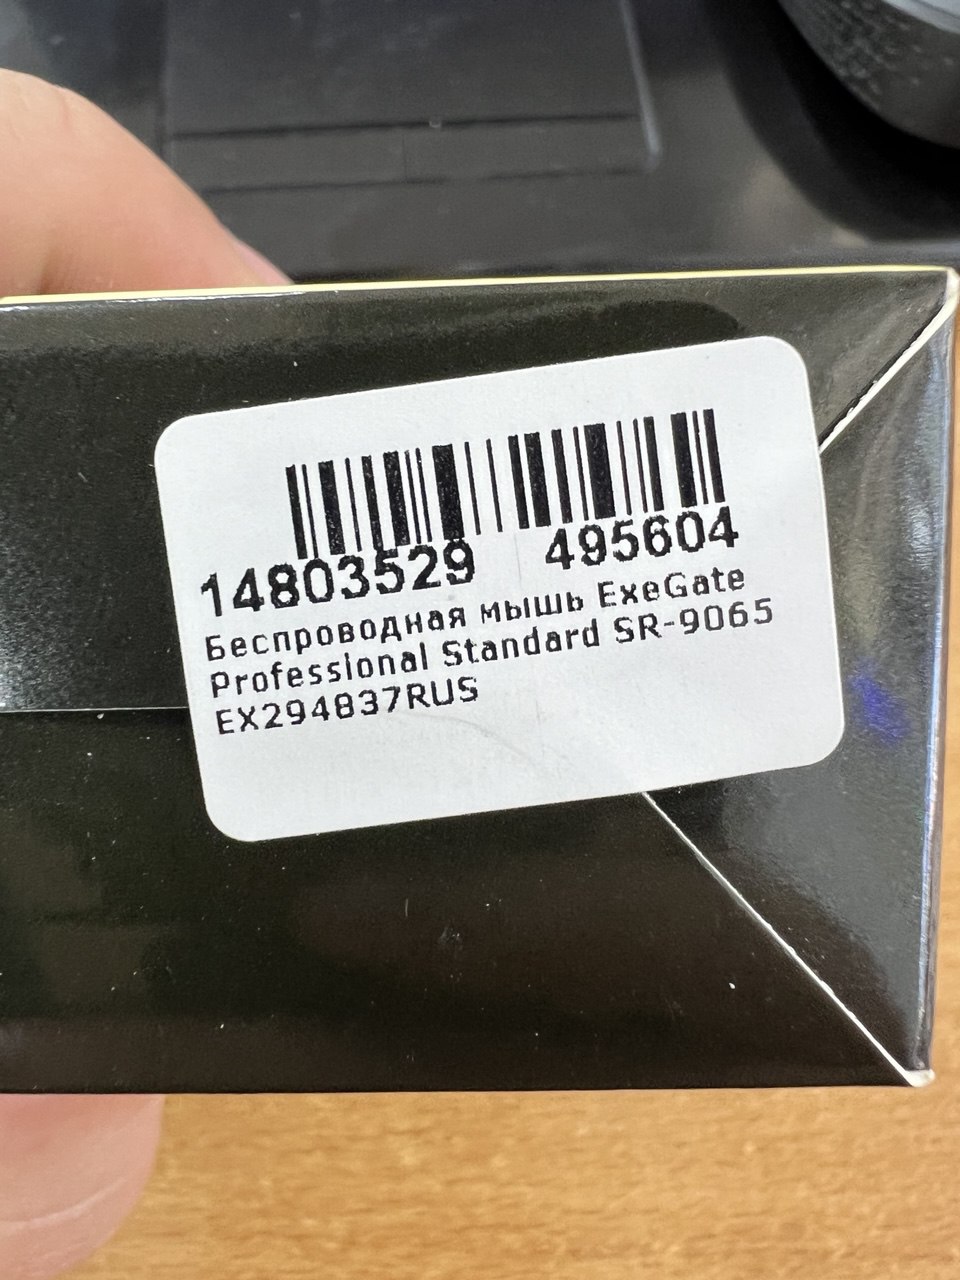 14803529 495604
Беспроводная мышь ExeGate
Professional Standard SR-9065
EX294837RUS